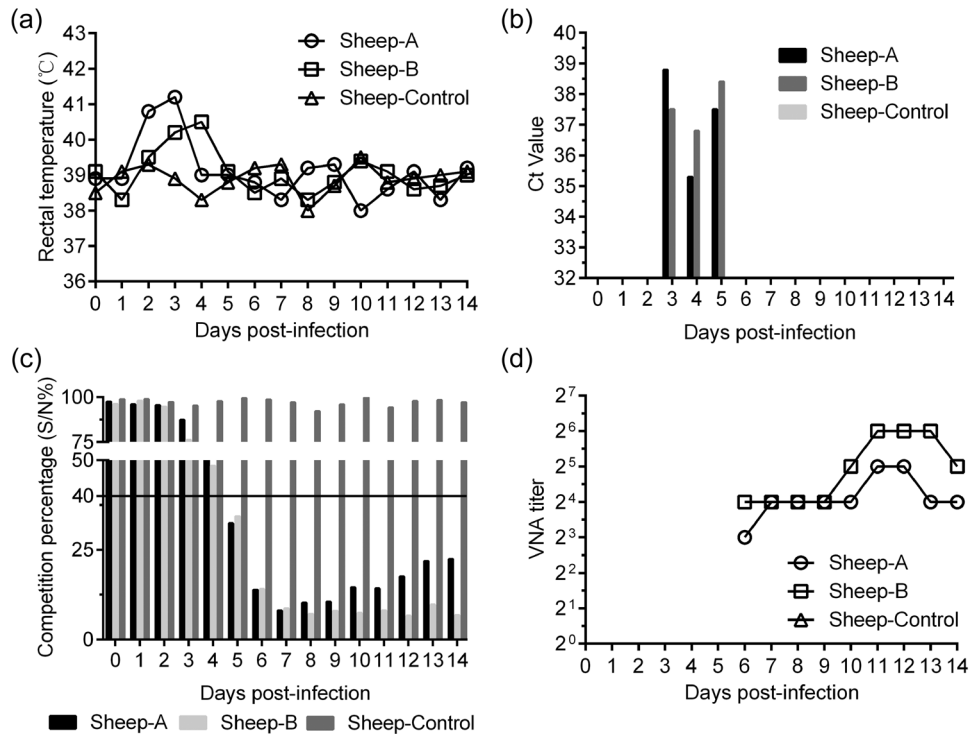 (a)
Rectal temperature (℃)
43
42
41
40
39
38
37
36
Sheep-A
Sheep-B
Sheep-Control
0 1 2 3 4 5 6 7 8 10 12 13 14
Days post-infection
(b)
Ct Value
40
39
38
37
36
35
34
33
32
Sheep-A
Sheep-B
Sheep-Control
0 1 2 3 4 5 6 7 8 9 10 11 12 13 14
Days post-infection
(c)
Competition percentage (S/N%)
100
75
50
40
25
0
0 1 2 3 4 5 6 7 8 9 10 11 12 13 14
Days post-infection
Sheep-A Sheep-B Sheep-Control
(d)
VNA titer
2⁷
2⁶
2⁵
2⁴
2³
2²
2¹
2⁰
Sheep-A
Sheep-B
Sheep-Control
0 1 2 3 4 5 6 7 8 9 10 11 12 13 14
Days post-infection